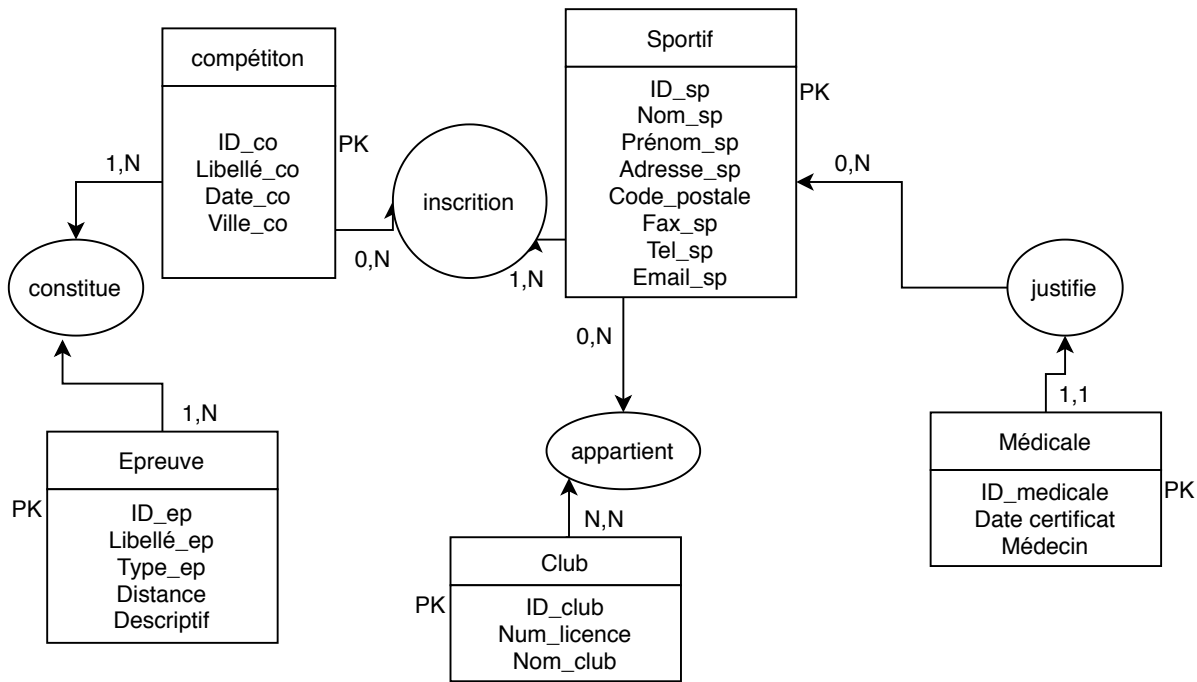 compétiton
ID_co
Libellé_co
Date_co
Ville_co
PK
1,N
0,N
constitue
inscrition
1,N
Sportif
ID_sp
Nom_sp
Prénom_sp
Adresse_sp
Code_postale
Fax_sp
Tel_sp
Email_sp
PK
0,N
justifie
0,N
1,1
Médicale
ID_medicale
Date certificat
Médecin
PK
1,N
Epreuve
PK
ID_ep
Libellé_ep
Type_ep
Distance
Descriptif
appartient
N,N
Club
PK
ID_club
Num_licence
Nom_club